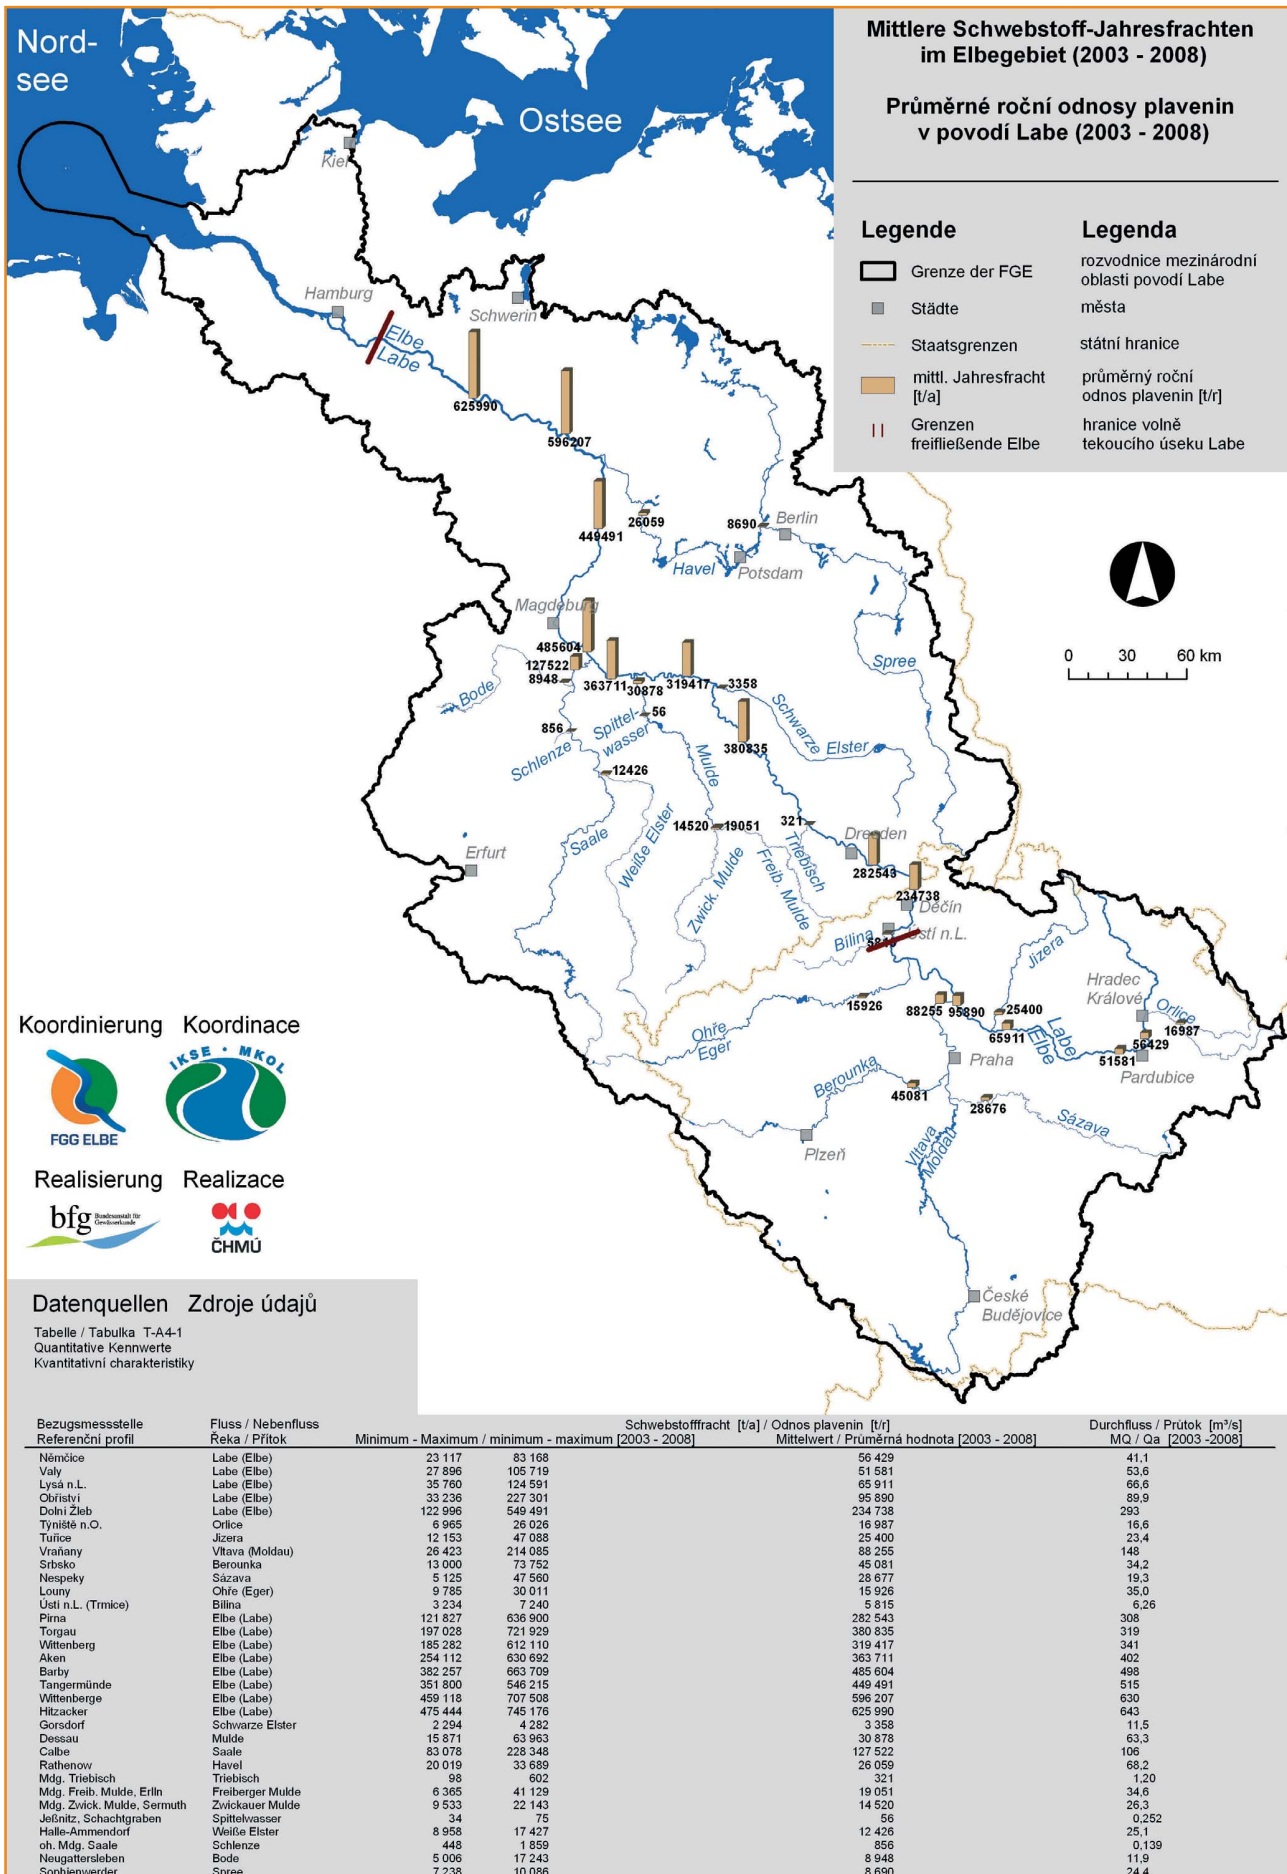 Nord-
see
Ostsee
Kiel
Hamburg
Schwerin
Elbe
Labe
625990
596207
449491
26059
8690
Berlin
Havel
Potsdam
Magdeburg
485604
127522
8948
363711
30878
319417
3358
Bode
Spree
856
Schlenze
Spittel-
wasser
56
Schwarze Elster
380835
12426
Mulde
Saale
Weiße Elster
14520
19051
321
Triebisch
Dresden
Erfurt
Zwick. Mulde
Freib. Mulde
282543
234738
Děčín
Bílina
Ústí n.L.
Jizera
Hradec
Králové
Orlice
15926
88255
95890
25400
65911
16987
56429
51581
Ohře
Eger
Labe
Elbe
Praha
Pardubice
Berounka
45081
28676
Sázava
Plzeň
Vltava
Moldau
České
Budějovice
Mittlere Schwebstoff-Jahresfrachten
im Elbegebiet (2003 - 2008)
Průměrné roční odnosy plavenin
v povodí Labe (2003 - 2008)
Legende Legenda
Grenze der FGE rozvodnice mezinárodní
oblasti povodí Labe
Städte města
Staatsgrenzen státní hranice
mittl. Jahresfracht průměrný roční
[t/a] odnos plavenin [t/r]
Grenzen hranice volně
freifließende Elbe tekoucího úseku Labe
0 30 60 km
Koordinierung Koordinace
FGG ELBE
IKSE • MKOL
Realisierung Realizace
bfg Bundesanstalt für
Gewässerkunde
ČHMÚ
Datenquellen Zdroje údajů
Tabelle / Tabulka T-A4-1
Quantitative Kennwerte
Kvantitativní charakteristiky
Bezugsmessstelle Fluss / Nebenfluss Schwebstofffracht [t/a] / Odnos plavenin [t/r] Durchfluss / Průtok [m³/s]
Referenční profil Řeka / Přítok Minimum - Maximum / minimum - maximum [2003 - 2008] Mittelwert / Průměrná hodnota [2003 - 2008] MQ / Qa [2003 -2008]
Němčice Labe (Elbe) 23 117 83 168 56 429 41,1
Valy Labe (Elbe) 27 896 105 719 51 581 53,6
Lysá n.L. Labe (Elbe) 35 760 124 591 65 911 66,6
Obříství Labe (Elbe) 33 236 227 301 95 890 89,9
Dolní Žleb Labe (Elbe) 122 996 549 491 234 738 293
Týniště n.O. Orlice 6 965 26 026 16 987 16,6
Tuřice Jizera 12 153 47 088 25 400 23,4
Vraňany Vltava (Moldau) 26 423 214 085 88 255 148
Srbsko Berounka 13 000 73 752 45 081 34,2
Nespeky Sázava 5 125 47 560 28 677 19,3
Louny Ohře (Eger) 9 785 30 011 15 926 35,0
Ústí n.L. (Trmice) Bílina 3 234 7 240 5 815 6,26
Pirna Elbe (Labe) 121 827 636 900 282 543 308
Torgau Elbe (Labe) 197 028 721 929 380 835 319
Wittenberg Elbe (Labe) 185 282 612 110 319 417 341
Aken Elbe (Labe) 254 112 630 692 363 711 402
Barby Elbe (Labe) 382 257 663 709 485 604 498
Tangermünde Elbe (Labe) 351 800 546 215 449 491 515
Wittenberge Elbe (Labe) 459 118 707 508 596 207 630
Hitzacker Elbe (Labe) 475 444 745 176 625 990 643
Gorsdorf Schwarze Elster 2 294 4 282 3 358 11,5
Dessau Mulde 15 871 63 963 30 878 63,3
Calbe Saale 83 078 228 348 127 522 106
Rathenow Havel 20 019 33 689 26 059 68,2
Mdg. Triebisch Triebisch 98 602 321 1,20
Mdg. Freib. Mulde, Erlln Freiberger Mulde 6 365 41 129 19 051 34,6
Mdg. Zwick. Mulde, Sermuth Zwickauer Mulde 9 533 22 143 14 520 26,3
Jeßnitz, Schachtgraben Spittelwasser 34 75 56 0,252
Halle-Ammendorf Weiße Elster 8 958 17 427 12 426 25,1
oh. Mdg. Saale Schlenze 448 1 859 856 0,139
Neugattersleben Bode 5 006 17 243 8 948 11,9
Sophienwerder Spree 7 238 10 086 8 690 24,4